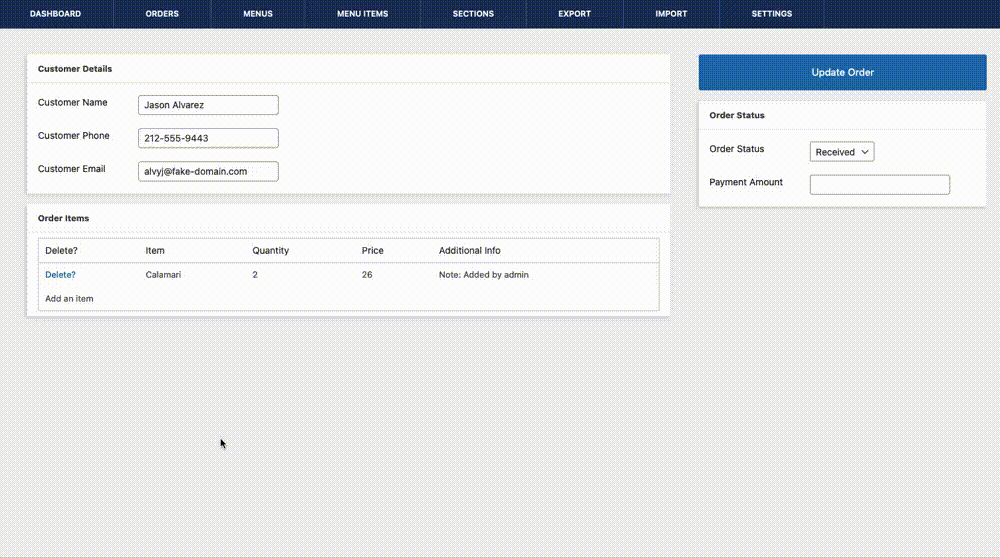 DASHBOARD ORDERS MENUS MENU ITEMS SECTIONS EXPORT IMPORT SETTINGS
Customer Details
Customer Name Jason Alvarez
Customer Phone 212-555-9443
Customer Email alvyj@fake-domain.com
Order Items
Delete? Item Quantity Price Additional Info
Delete? Calamari 2 26 Note: Added by admin
Add an item
Update Order
Order Status
Order Status Received
Payment Amount